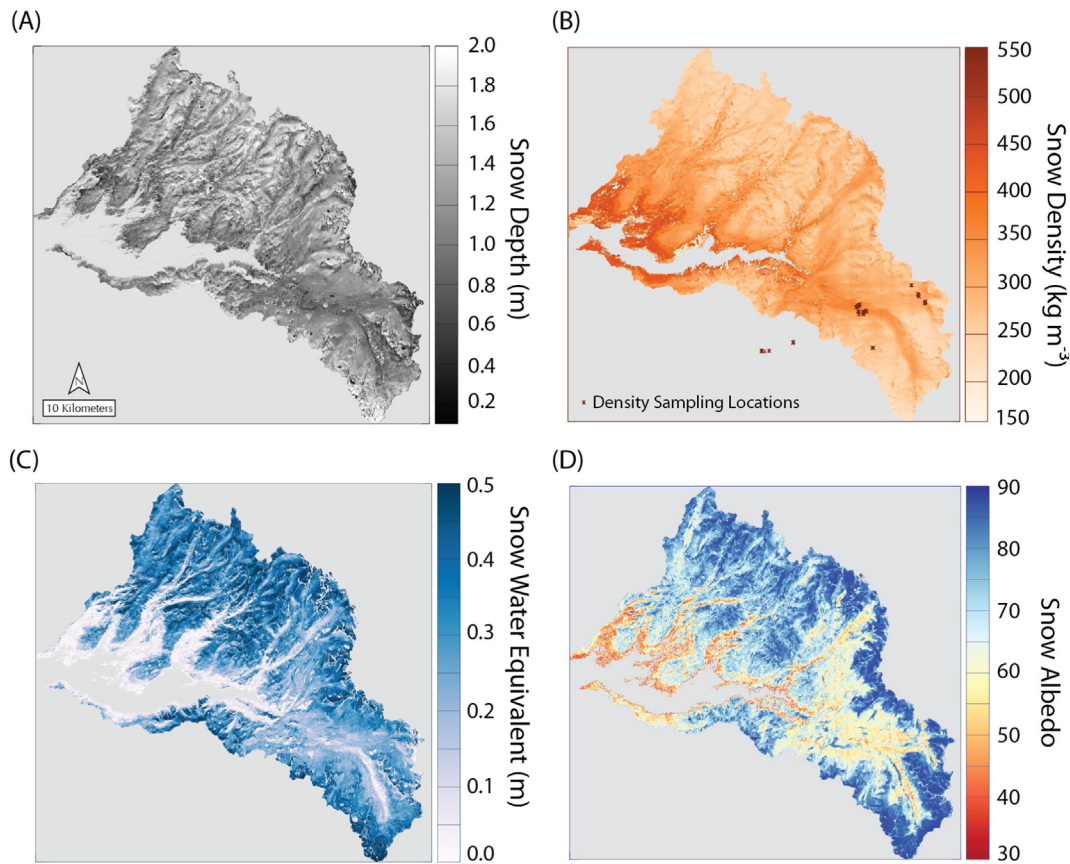 (A)
2.0
1.8
1.6
1.4
1.2
1.0
0.8
0.6
0.4
0.2
Snow Depth (m)
N
10 Kilometers
(B)
550
500
450
400
350
300
250
200
150
Snow Density (kg m⁻³)
Density Sampling Locations
(C)
0.5
0.4
0.3
0.2
0.1
0.0
Snow Water Equivalent (m)
(D)
90
80
70
60
50
40
30
Snow Albedo